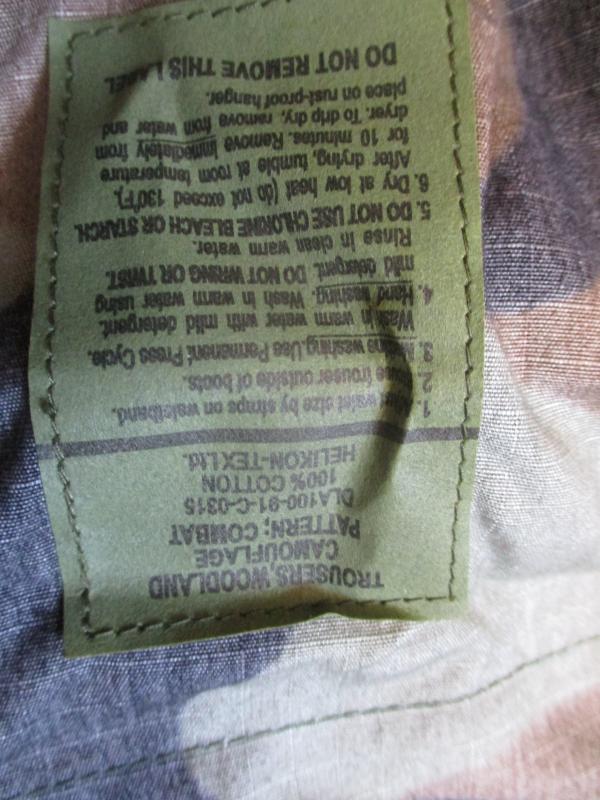 TROUSERS, WOODLAND
CAMOUFLAGE
PATTERN: COMBAT
DLA100-91-C-0315
100% COTTON
HELIKON-TEX Ltd.
1. waist size by straps on waistband.
2. trouser outside of boots.
3. washing. Use Permanent Press Cycle.
Wash in warm water with mild detergent.
4. Hand washing. Wash in warm water using
mild detergent. DO NOT WRING OR TWIST.
Rinse in clean warm water.
5. DO NOT USE CHLORINE BLEACH OR STARCH.
6. Dry at low heat (do not exceed 130°F).
After drying, tumble at room temperature
for 10 minutes. Remove immediately from
dryer. To drip dry, remove from water and
place on rust-proof hanger.
DO NOT REMOVE THIS LABEL